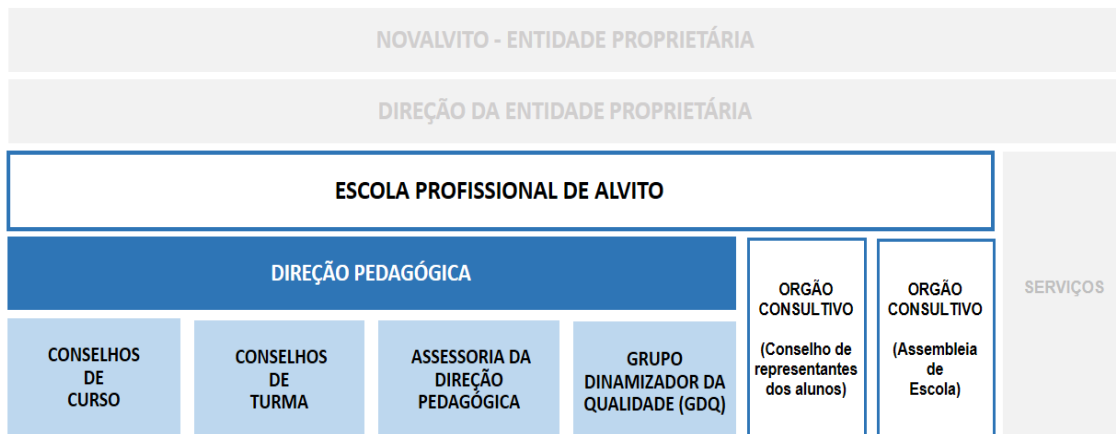 NOVALVITO - ENTIDADE PROPRIETÁRIA
DIREÇÃO DA ENTIDADE PROPRIETÁRIA
ESCOLA PROFISSIONAL DE ALVITO
DIREÇÃO PEDAGÓGICA
CONSELHOS
DE
CURSO
CONSELHOS
DE
TURMA
ASSESSORIA DA
DIREÇÃO
PEDAGÓGICA
GRUPO
DINAMIZADOR DA
QUALIDADE (GDQ)
ORGÃO
CONSULTIVO
(Conselho de
representantes
dos alunos)
ORGÃO
CONSULTIVO
(Assembleia
de
Escola)
SERVIÇOS